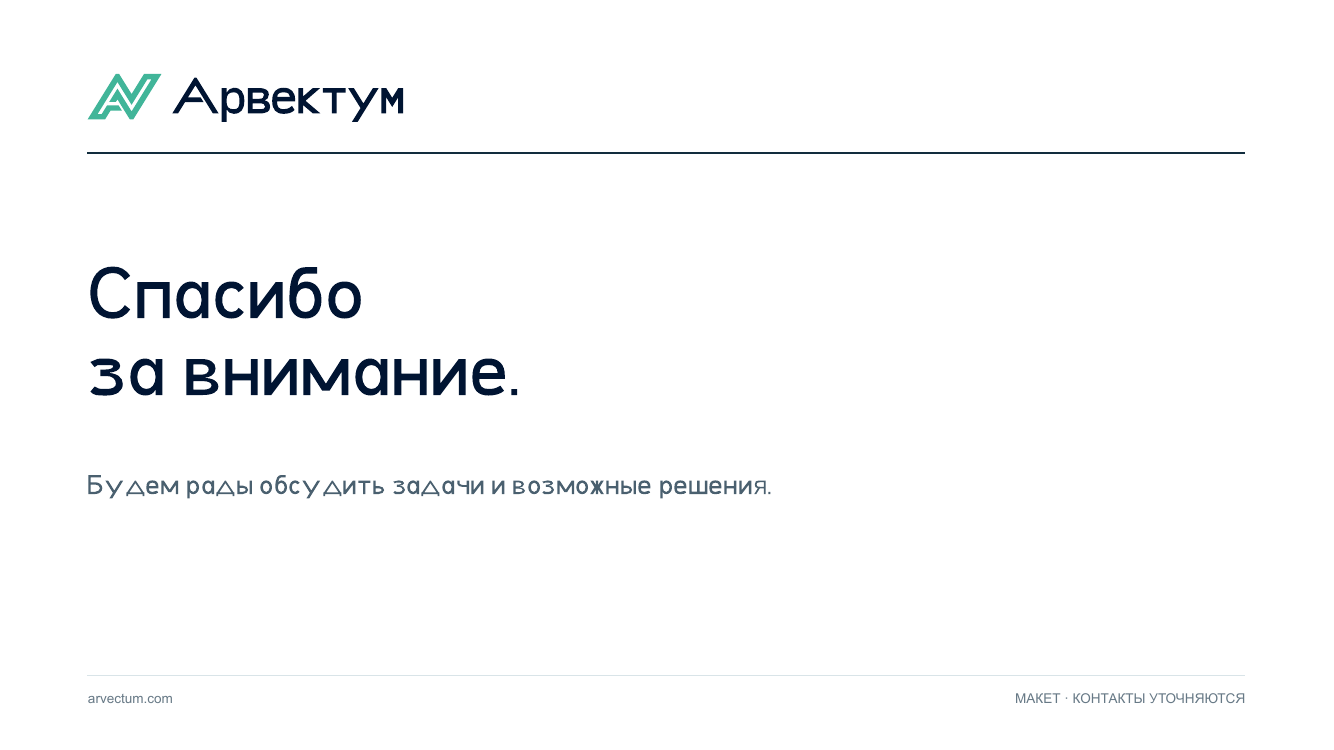 Арвектум
Спасибо
за внимание.
Будем рады обсудить задачи и возможные решения.
arvectum.com
МАКЕТ · КОНТАКТЫ УТОЧНЯЮТСЯ